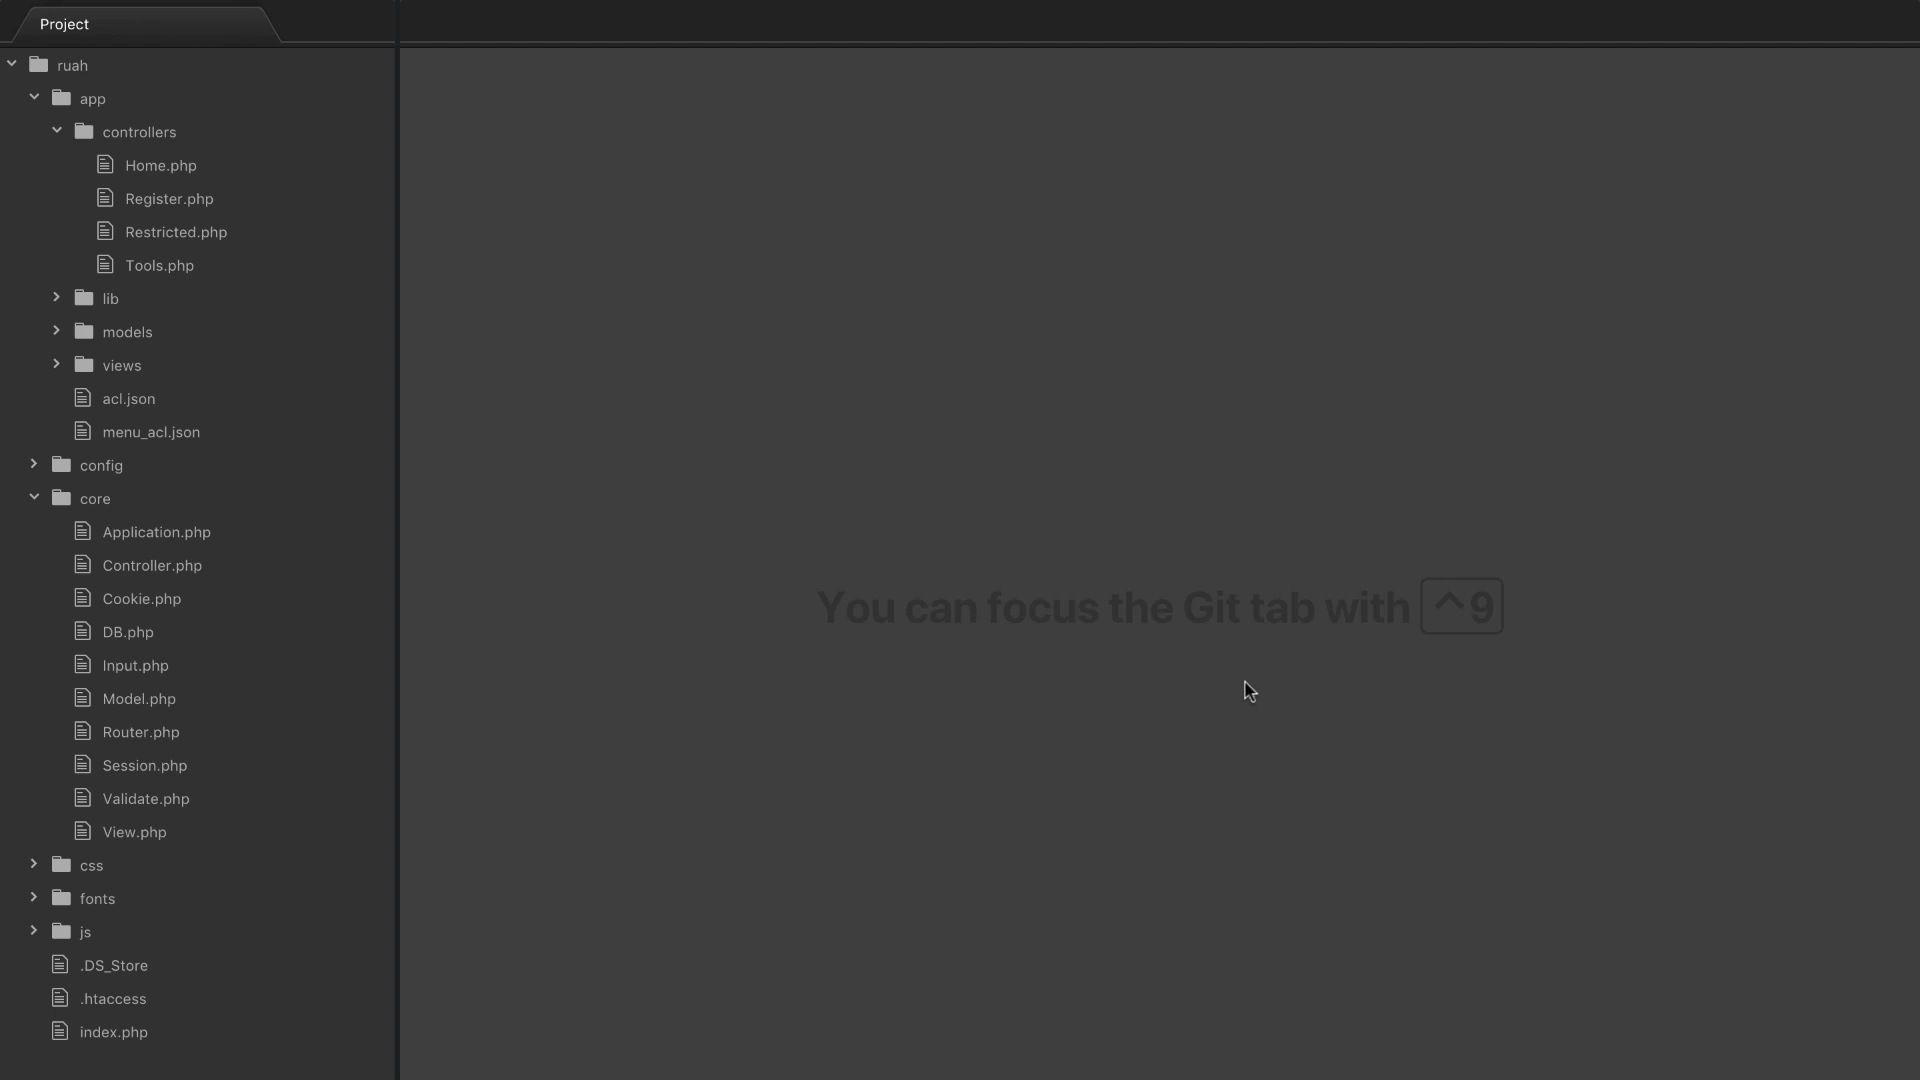 Project
ruah
app
controllers
Home.php
Register.php
Restricted.php
Tools.php
lib
models
views
acl.json
menu_acl.json
config
core
Application.php
Controller.php
Cookie.php
DB.php
Input.php
Model.php
Router.php
Session.php
Validate.php
View.php
css
fonts
js
.DS_Store
.htaccess
index.php
You can focus the Git tab with ^9